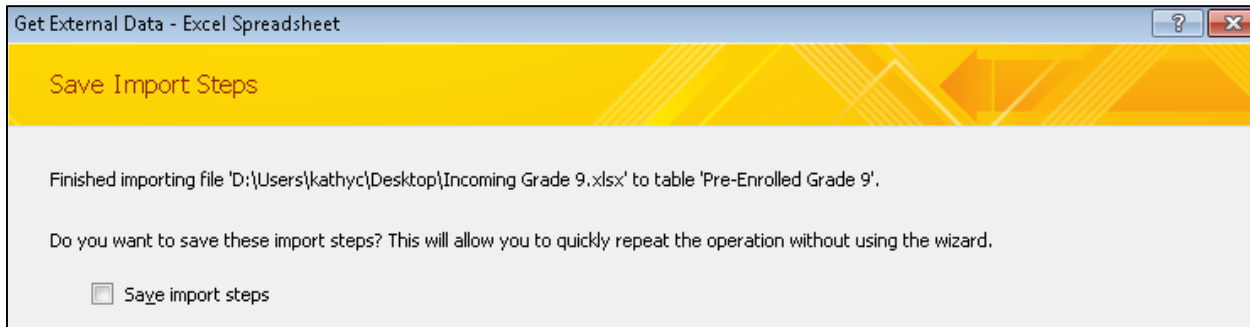 Get External Data - Excel Spreadsheet ? x
Save Import Steps
Finished importing file 'D:\Users\kathyc\Desktop\Incoming Grade 9.xlsx' to table 'Pre-Enrolled Grade 9'.
Do you want to save these import steps? This will allow you to quickly repeat the operation without using the wizard.
Save import steps